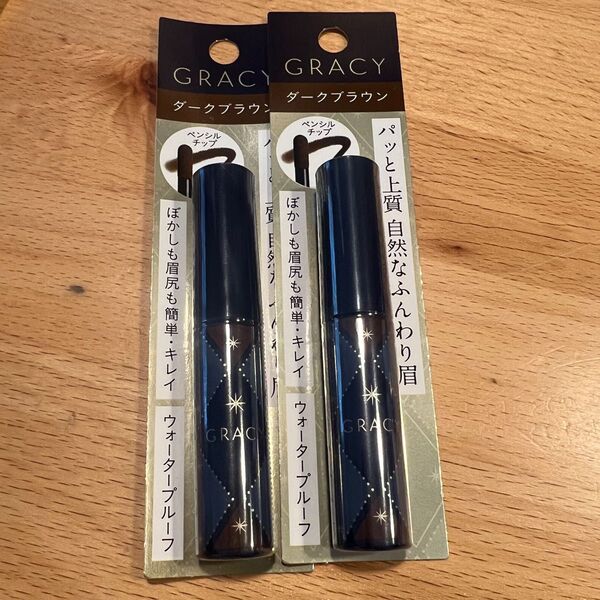 GRACY
ダークブラウン
ペンシル
チップ
ぼかしも眉尻も簡単・キレイ
ウォータープルーフ
GRACY
GRACY
ダークブラウン
ペンシル
チップ
パッと上質 自然なふんわり眉
ぼかしも眉尻も簡単・キレイ
ウォータープルーフ
GRACY